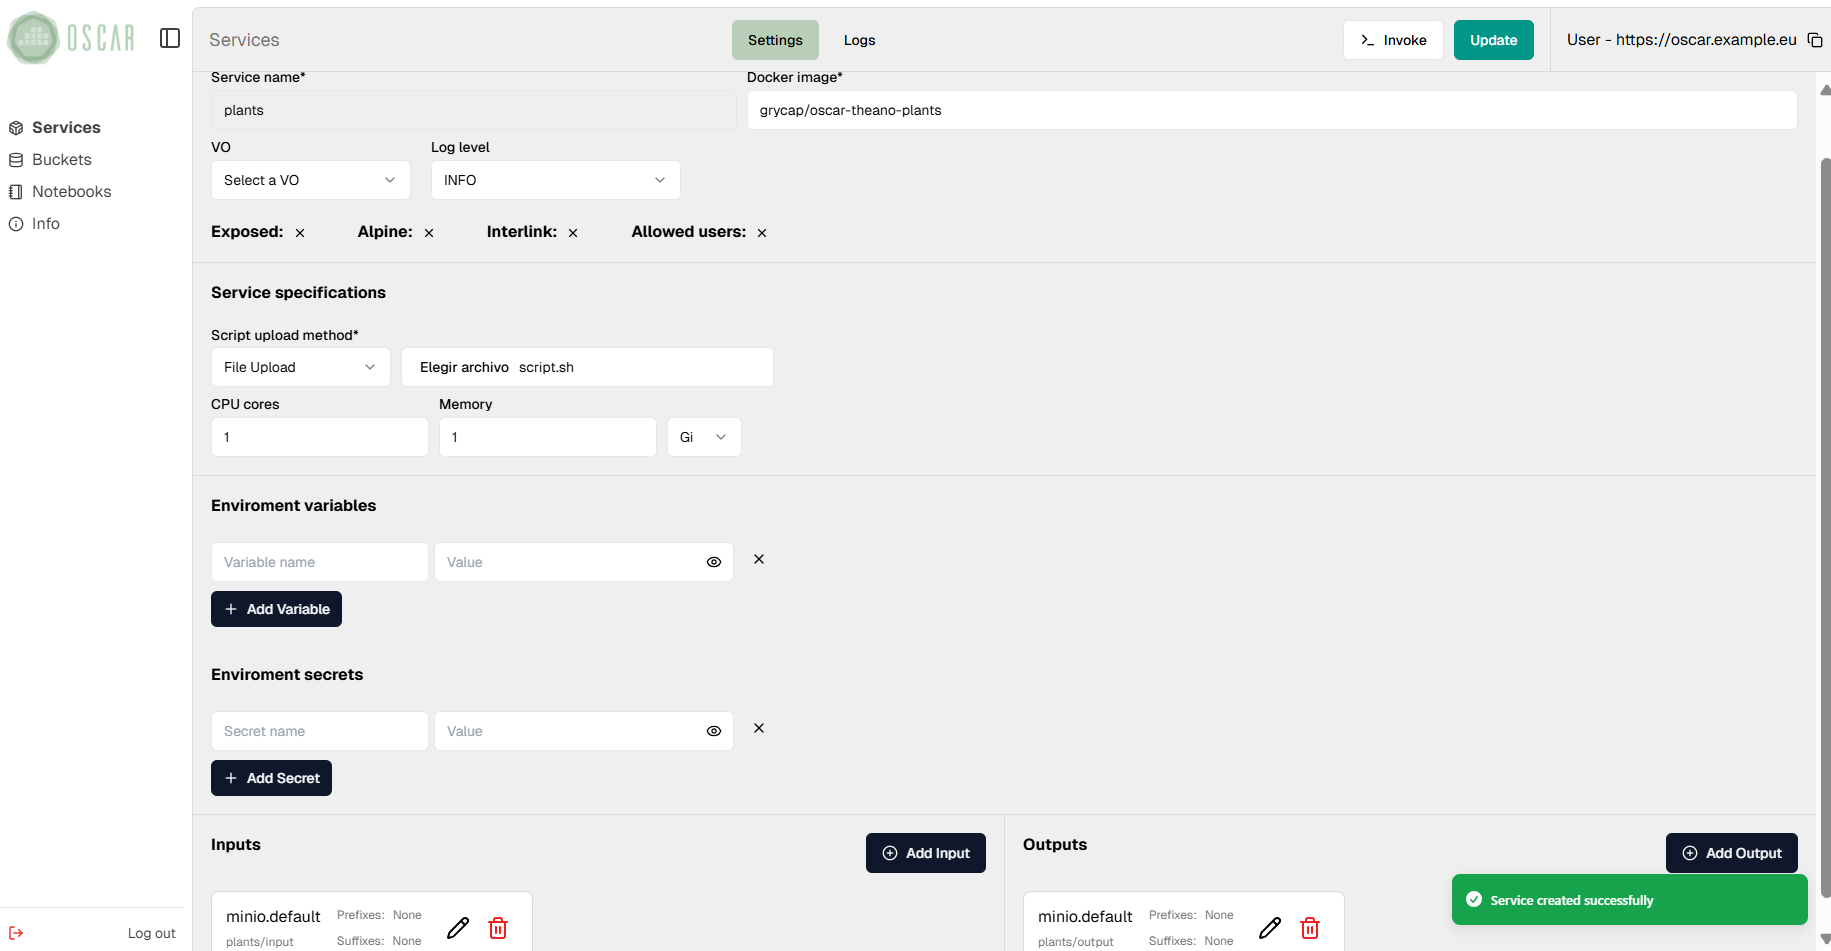 OSCAR
Services
Settings
Logs
Invoke
Update
User - https://oscar.example.eu
Services
Buckets
Notebooks
Info
Service name*
Docker image*
plants
grycap/oscar-theano-plants
VO
Log level
Select a VO
INFO
Exposed:
Alpine:
Interlink:
Allowed users:
Service specifications
Script upload method*
File Upload
Elegir archivo script.sh
CPU cores
Memory
1
1
Gi
Enviroment variables
Variable name
Value
Add Variable
Enviroment secrets
Secret name
Value
Add Secret
Inputs
Add Input
minio.default
Prefixes: None
plants/input
Suffixes: None
Outputs
Add Output
minio.default
Prefixes: None
plants/output
Suffixes: None
Service created successfully
Log out